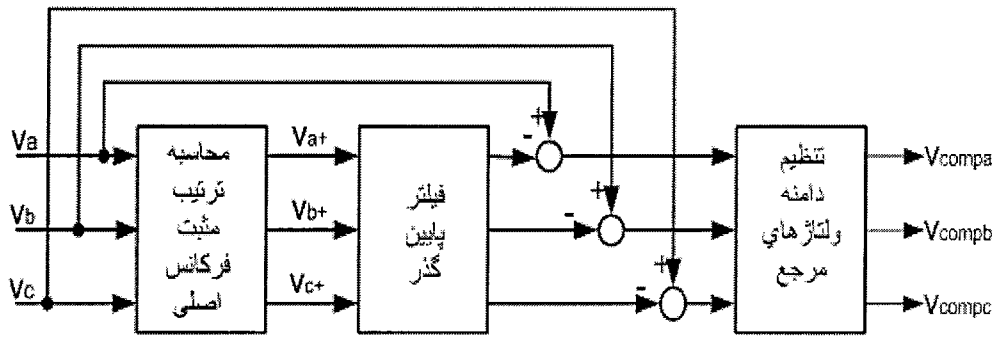 Va
Vb
Vc
محاسبه
ترتیب
مثبت
فرکانس
اصلی
Va+
Vb+
Vc+
فیلتر
پایین
گذر
+
-
+
-
+
-
تنظیم
دامنه
ولتاژهاي
مرجع
Vcompa
Vcompb
Vcompc